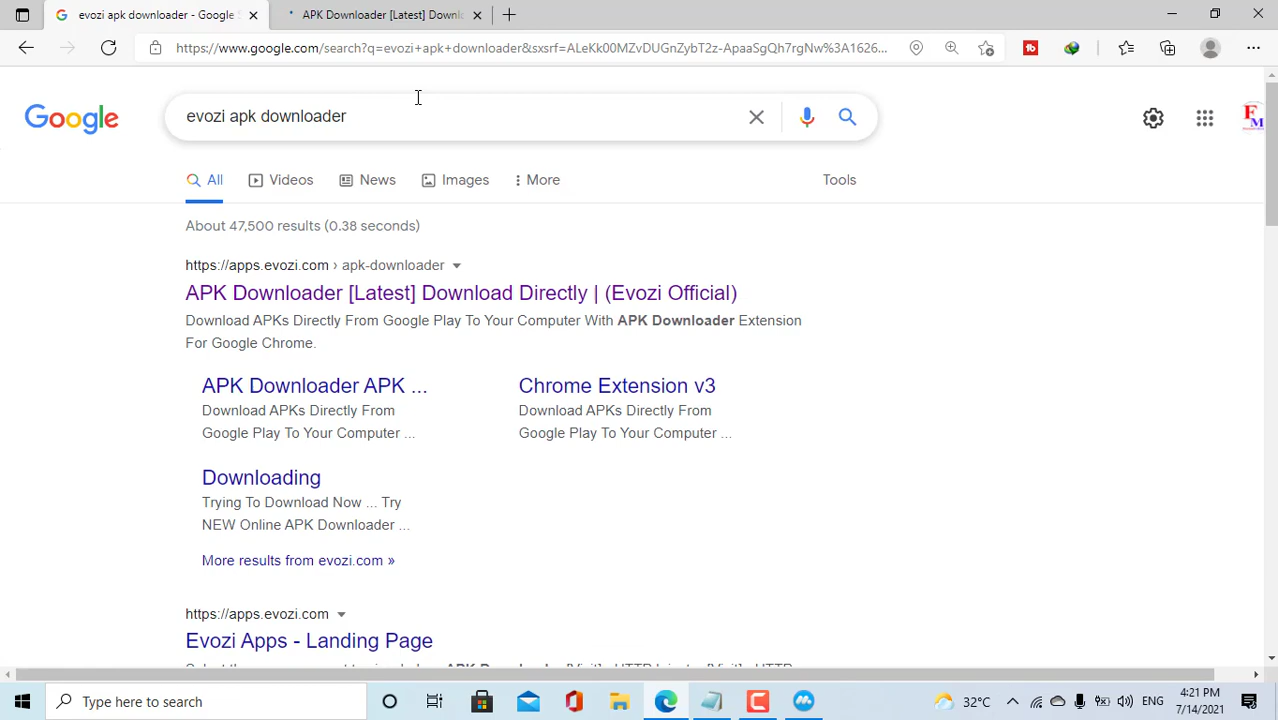 evozi apk downloader - Go
APK Downloader [Latest] Downlo
https://www.google.com/search?q=evozi+apk+downloader&sxsrf=ALeKk00MZvDUGnZybT2z-ApaaSgQh7rgNw%3A1626...
Google
evozi apk downloader
All
Videos
News
Images
More
Tools
About 47,500 results (0.38 seconds)
https://apps.evozi.com › apk-downloader
APK Downloader [Latest] Download Directly | (Evozi Official)
Download APKs Directly From Google Play To Your Computer With APK Downloader Extension
For Google Chrome.
APK Downloader APK ...
Download APKs Directly From
Google Play To Your Computer ...
Chrome Extension v3
Download APKs Directly From
Google Play To Your Computer ...
Downloading
Trying To Download Now ... Try
NEW Online APK Downloader ...
More results from evozi.com »
https://apps.evozi.com
Evozi Apps - Landing Page
Type here to search
32°C
ENG
4:21 PM
7/14/2021